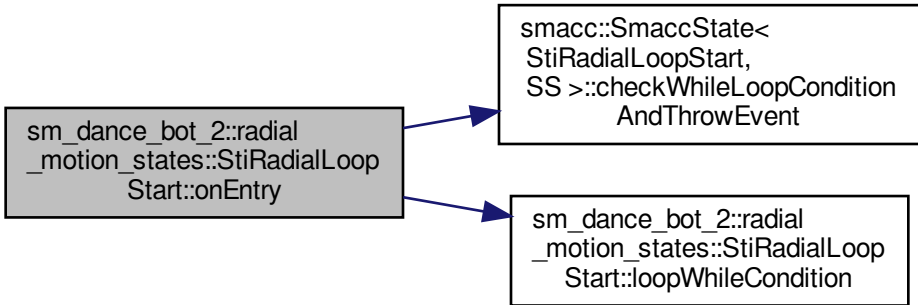 sm_dance_bot_2::radial
_motion_states::StiRadialLoop
Start::onEntry
smacc::SmaccState<
StiRadialLoopStart,
SS >::checkWhileLoopCondition
AndThrowEvent
sm_dance_bot_2::radial
_motion_states::StiRadialLoop
Start::loopWhileCondition